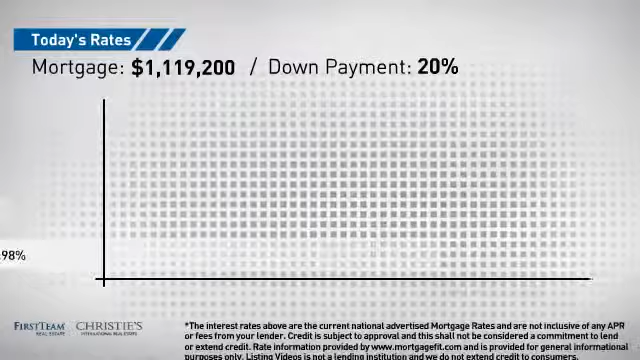 Today's Rates
Mortgage: $1,119,200 / Down Payment: 20%
.98%
FIRSTTEAM
REAL ESTATE
CHRISTIE'S
INTERNATIONAL REAL ESTATE
*The interest rates above are the current national advertised Mortgage Rates and are not inclusive of any APR
or fees from your lender. Credit is subject to approval and this shall not be considered a commitment to lend
or extend credit. Rate information provided by www.mortgagefit.com and is provided for general informational
purposes only. Listing Videos is not a lending institution and we do not extend credit to consumers.